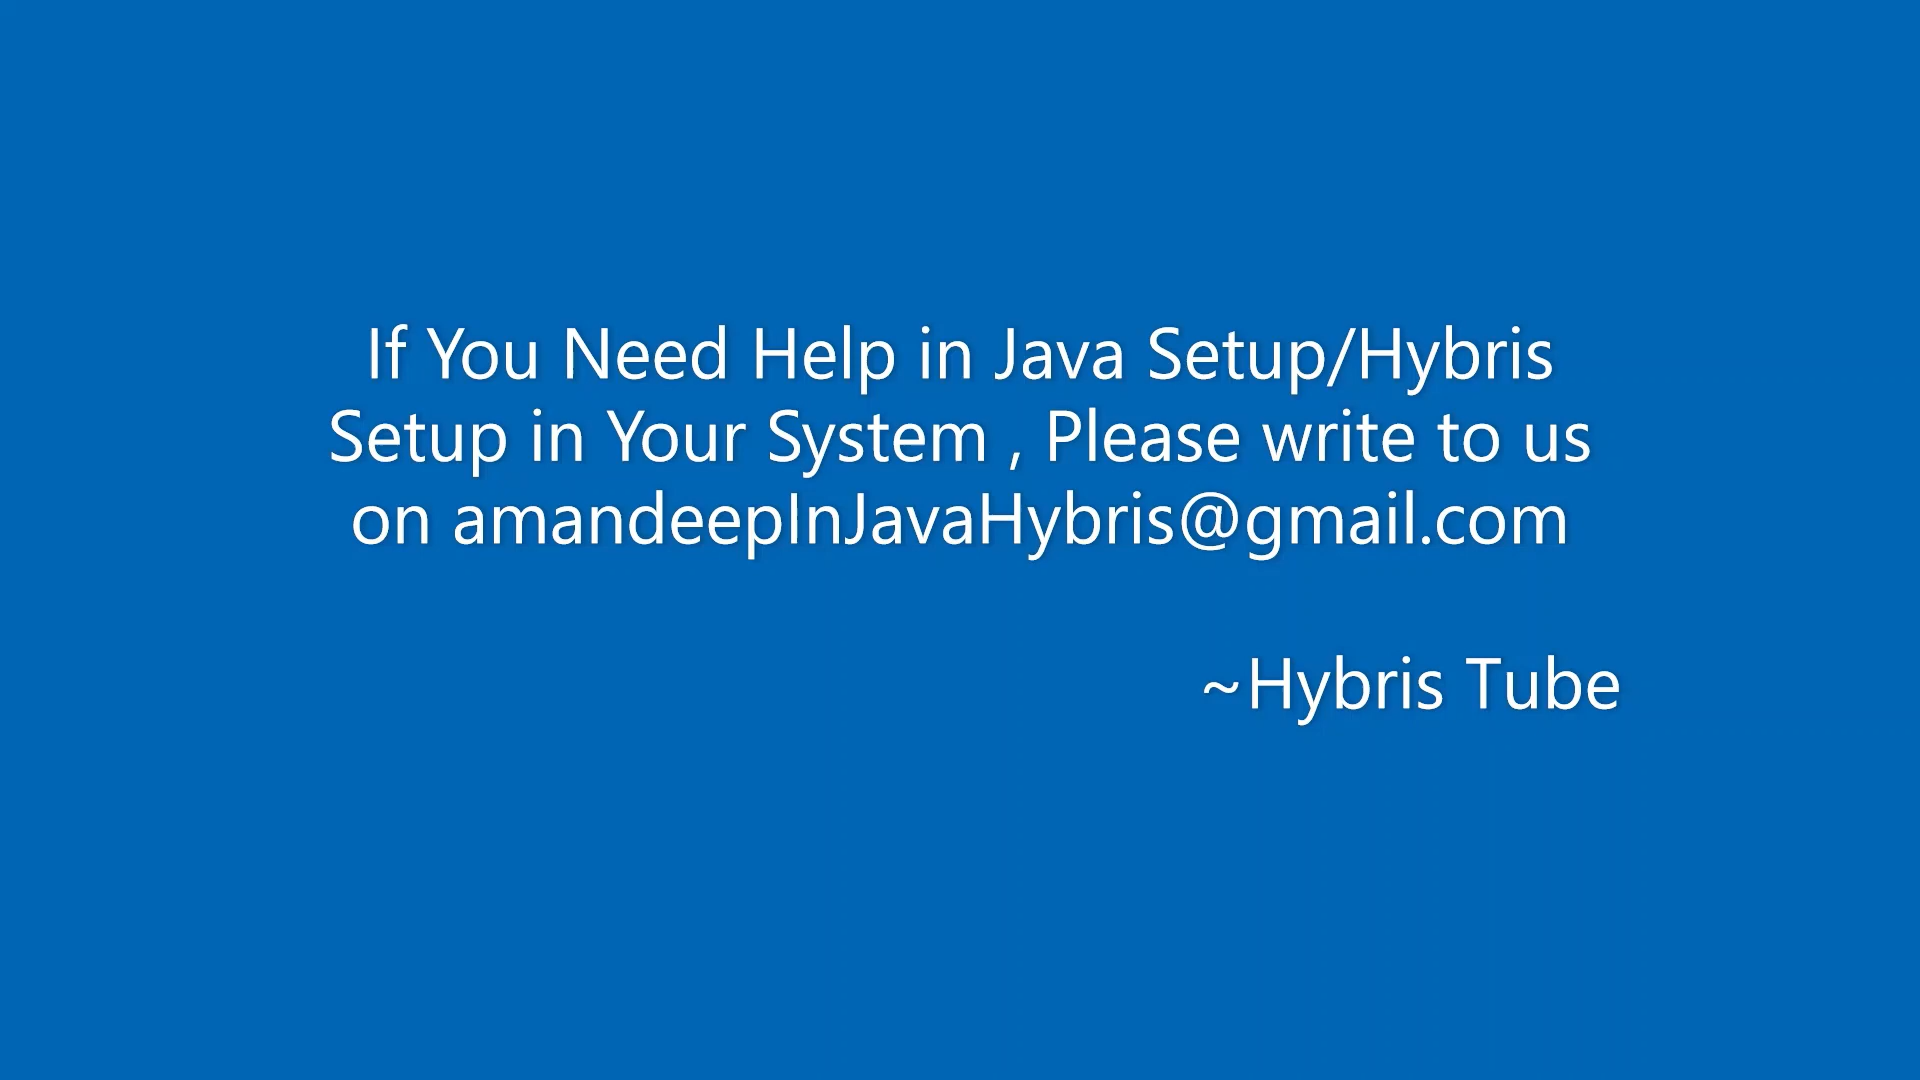 If You Need Help in Java Setup/Hybris
Setup in Your System , Please write to us
on amandeepInJavaHybris@gmail.com
~Hybris Tube